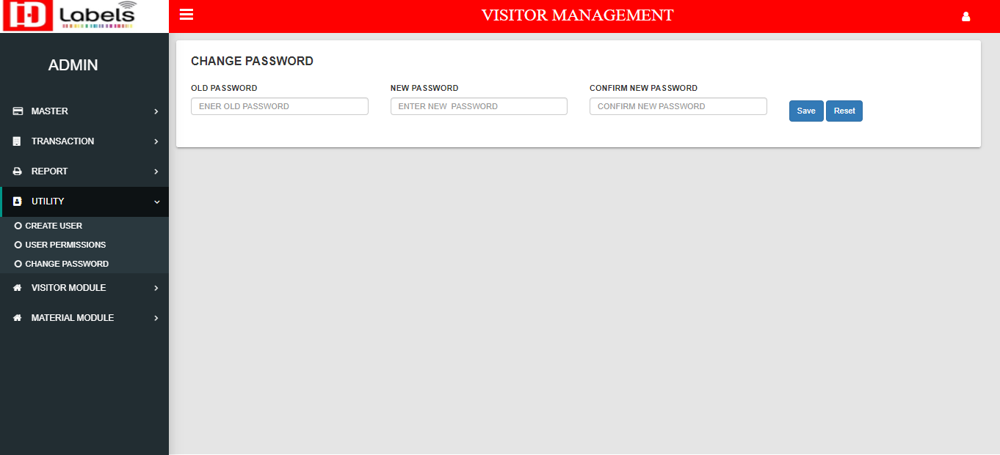 HD Labels
VISITOR MANAGEMENT
ADMIN
MASTER
TRANSACTION
REPORT
UTILITY
CREATE USER
USER PERMISSIONS
CHANGE PASSWORD
VISITOR MODULE
MATERIAL MODULE
CHANGE PASSWORD
OLD PASSWORD
ENER OLD PASSWORD
NEW PASSWORD
ENTER NEW  PASSWORD
CONFIRM NEW PASSWORD
CONFIRM NEW PASSWORD
Save
Reset